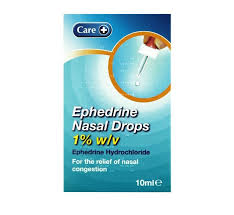 Care +
Ephedrine
Nasal Drops
1% w/v
Ephedrine Hydrochloride
For the relief of nasal
congestion
10ml e